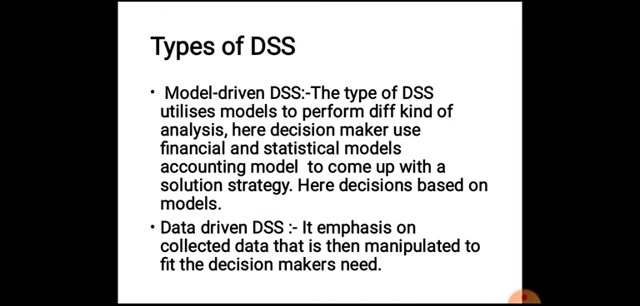 Types of DSS
• Model-driven DSS:-The type of DSS
utilises models to perform diff kind of
analysis, here decision maker use
financial and statistical models
accounting model to come up with a
solution strategy. Here decisions based on
models.
• Data driven DSS :- It emphasis on
collected data that is then manipulated to
fit the decision makers need.